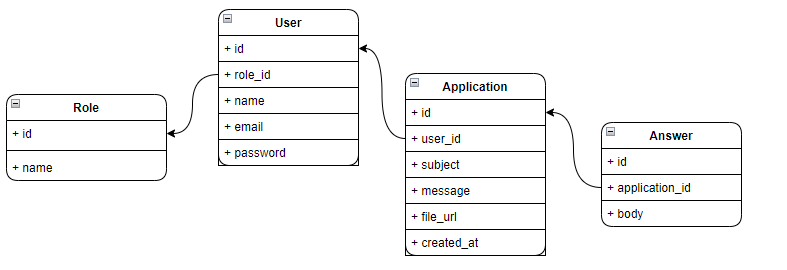 Role
+ id
+ name
User
+ id
+ role_id
+ name
+ email
+ password
Application
+ id
+ user_id
+ subject
+ message
+ file_url
+ created_at
Answer
+ id
+ application_id
+ body